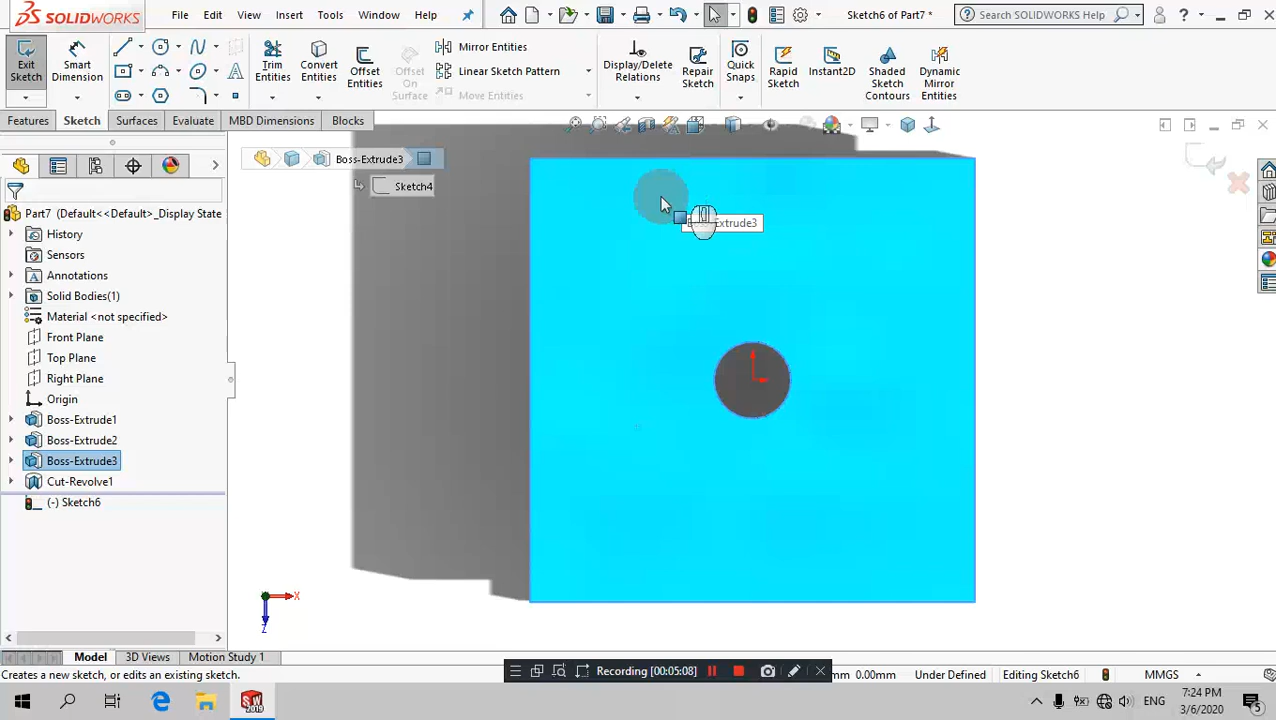 SOLIDWORKS
File
Edit
View
Insert
Tools
Window
Help
Sketch6 of Part7 *
Search SOLIDWORKS Help
Exit Sketch
Smart Dimension
Trim Entities
Convert Entities
Offset Entities
Offset On Surface
Mirror Entities
Linear Sketch Pattern
Move Entities
Display/Delete Relations
Repair Sketch
Quick Snaps
Rapid Sketch
Instant2D
Shaded Sketch Contours
Dynamic Mirror Entities
Features
Sketch
Surfaces
Evaluate
MBD Dimensions
Blocks
Boss-Extrude3
Sketch4
Part7 (Default<<Default>_Display State
History
Sensors
Annotations
Solid Bodies(1)
Material <not specified>
Front Plane
Top Plane
Right Plane
Origin
Boss-Extrude1
Boss-Extrude2
Boss-Extrude3
Cut-Revolve1
(-) Sketch6
X
Z
Model
3D Views
Motion Study 1
Recording [00:05:08]
Creates a new sketch, or edits an existing sketch.
mm 0.00mm
Under Defined
Editing Sketch6
MMGS
SW 2019
ENG
7:24 PM
3/6/2020
5